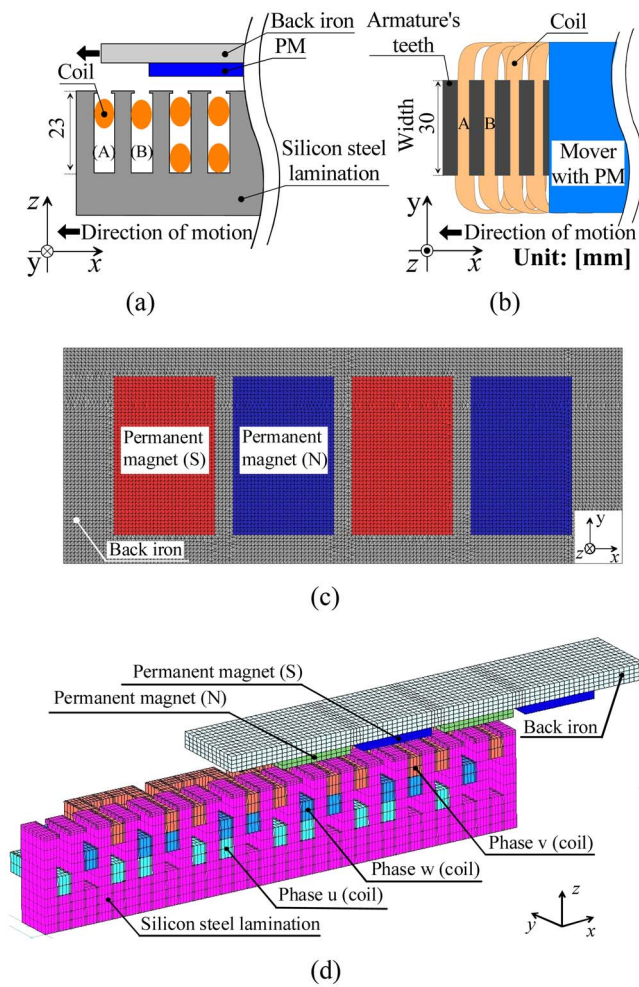 Back iron
PM
Coil
23
(A)
(B)
Silicon steel
lamination
z
y
x
Direction of motion
(a)
Armature's
teeth
Coil
Width
30
A
B
Mover
with PM
y
z
x
Direction of motion
Unit: [mm]
(b)
Permanent
magnet (S)
Permanent
magnet (N)
Back iron
y
z
x
(c)
Permanent magnet (S)
Permanent magnet (N)
Back iron
Phase v (coil)
Phase w (coil)
Phase u (coil)
Silicon steel lamination
z
y
x
(d)